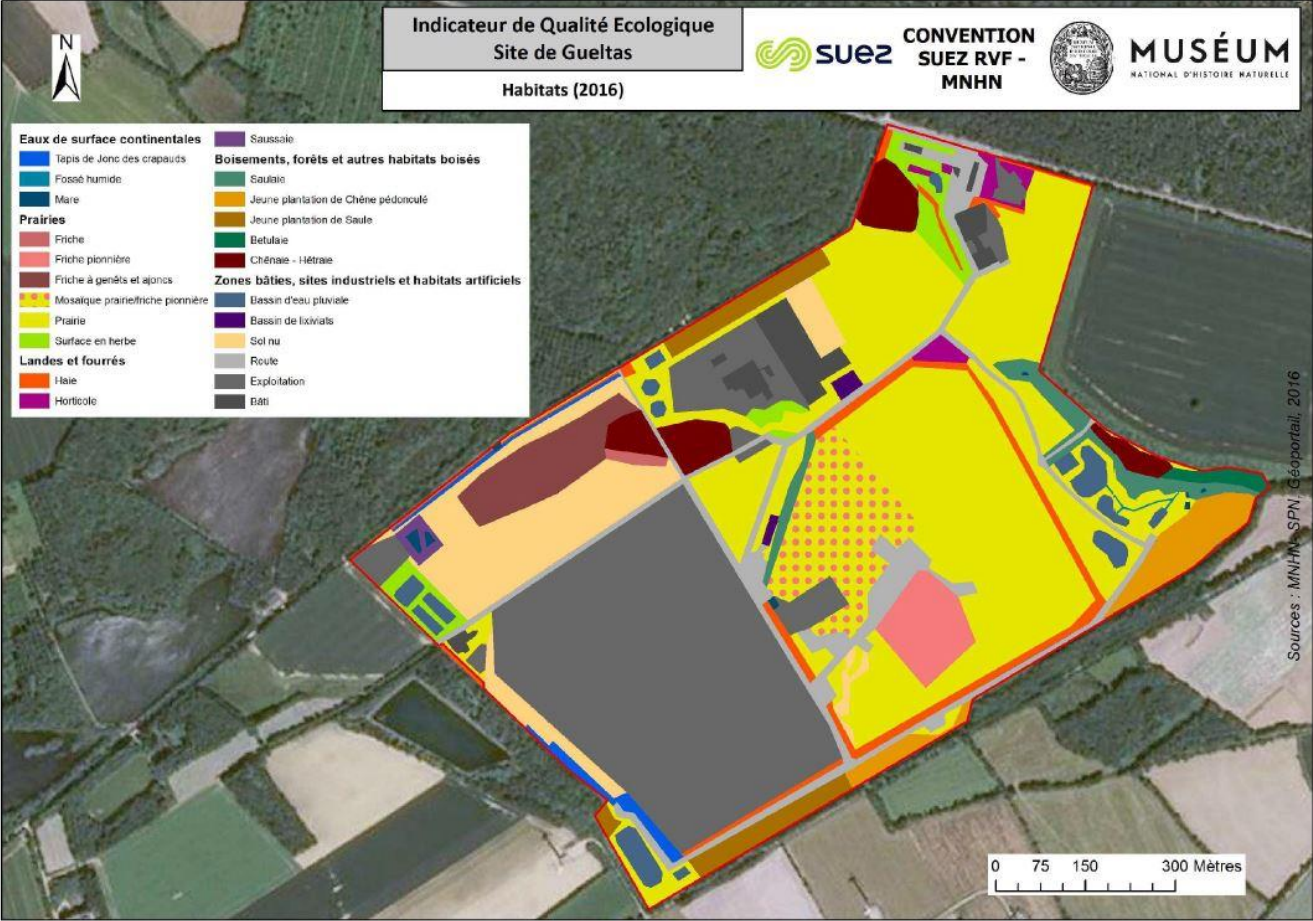 Indicateur de Qualité Ecologique
Site de Gueltas
Habitats (2016)
suez
CONVENTION
SUEZ RVF -
MNHN
MUSÉUM
NATIONAL D'HISTOIRE NATURELLE
N
Eaux de surface continentales
Tapis de Jonc des crapauds
Fossé humide
Mare
Prairies
Friche
Friche pionnière
Friche à genêts et ajoncs
Mosaïque prairie/friche pionnière
Prairie
Surface en herbe
Landes et fourrés
Haie
Horticole
Saussaie
Boisements, forêts et autres habitats boisés
Saulaie
Jeune plantation de Chêne pédonculé
Jeune plantation de Saule
Betulaie
Chênaie - Hêtraie
Zones bâties, sites industriels et habitats artificiels
Bassin d'eau pluviale
Bassin de lixiviats
Sol nu
Route
Exploitation
Bâti
Sources : MNHN-SPN, Géoportail, 2016
0 75 150 300 Mètres